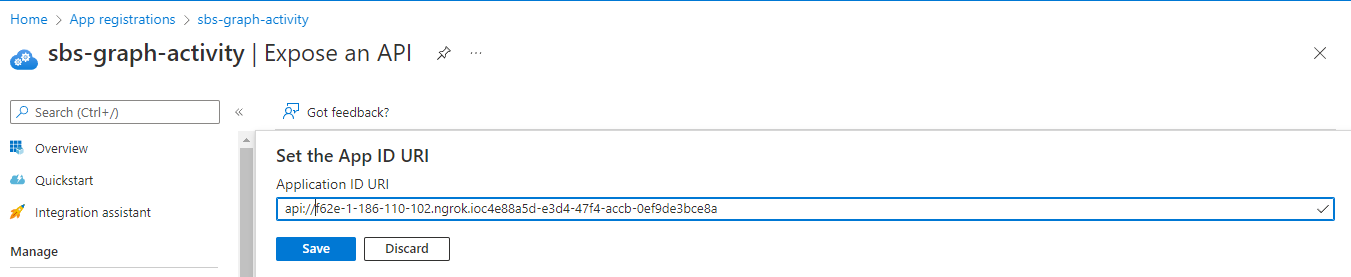 Home > App registrations > sbs-graph-activity
sbs-graph-activity | Expose an API
Search (Ctrl+/)
Got feedback?
Overview
Quickstart
Integration assistant
Manage
Set the App ID URI
Application ID URI
api://f62e-1-186-110-102.ngrok.ioc4e88a5d-e3d4-47f4-accb-0ef9de3bce8a
Save Discard